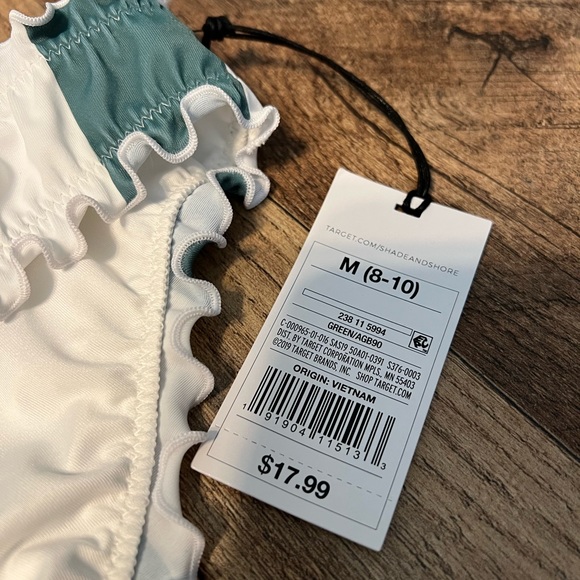 TARGET.COM/SHADEANDSHORE
M (8-10)
238 11 5994
GREEN/AGB90
C-000965-01-016 SAS19 50A01-0391 S376-0003
DIST. BY TARGET CORPORATION MPLS, MN 55403
©2019 TARGET BRANDS, INC. SHOP TARGET.COM
ORIGIN: VIETNAM
1 91904 11513 3
$17.99